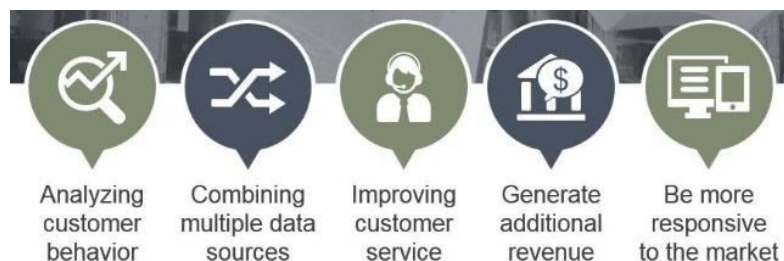 Analyzing
customer
behavior
Combining
multiple data
sources
Improving
customer
service
Generate
additional
revenue
Be more
responsive
to the market
$